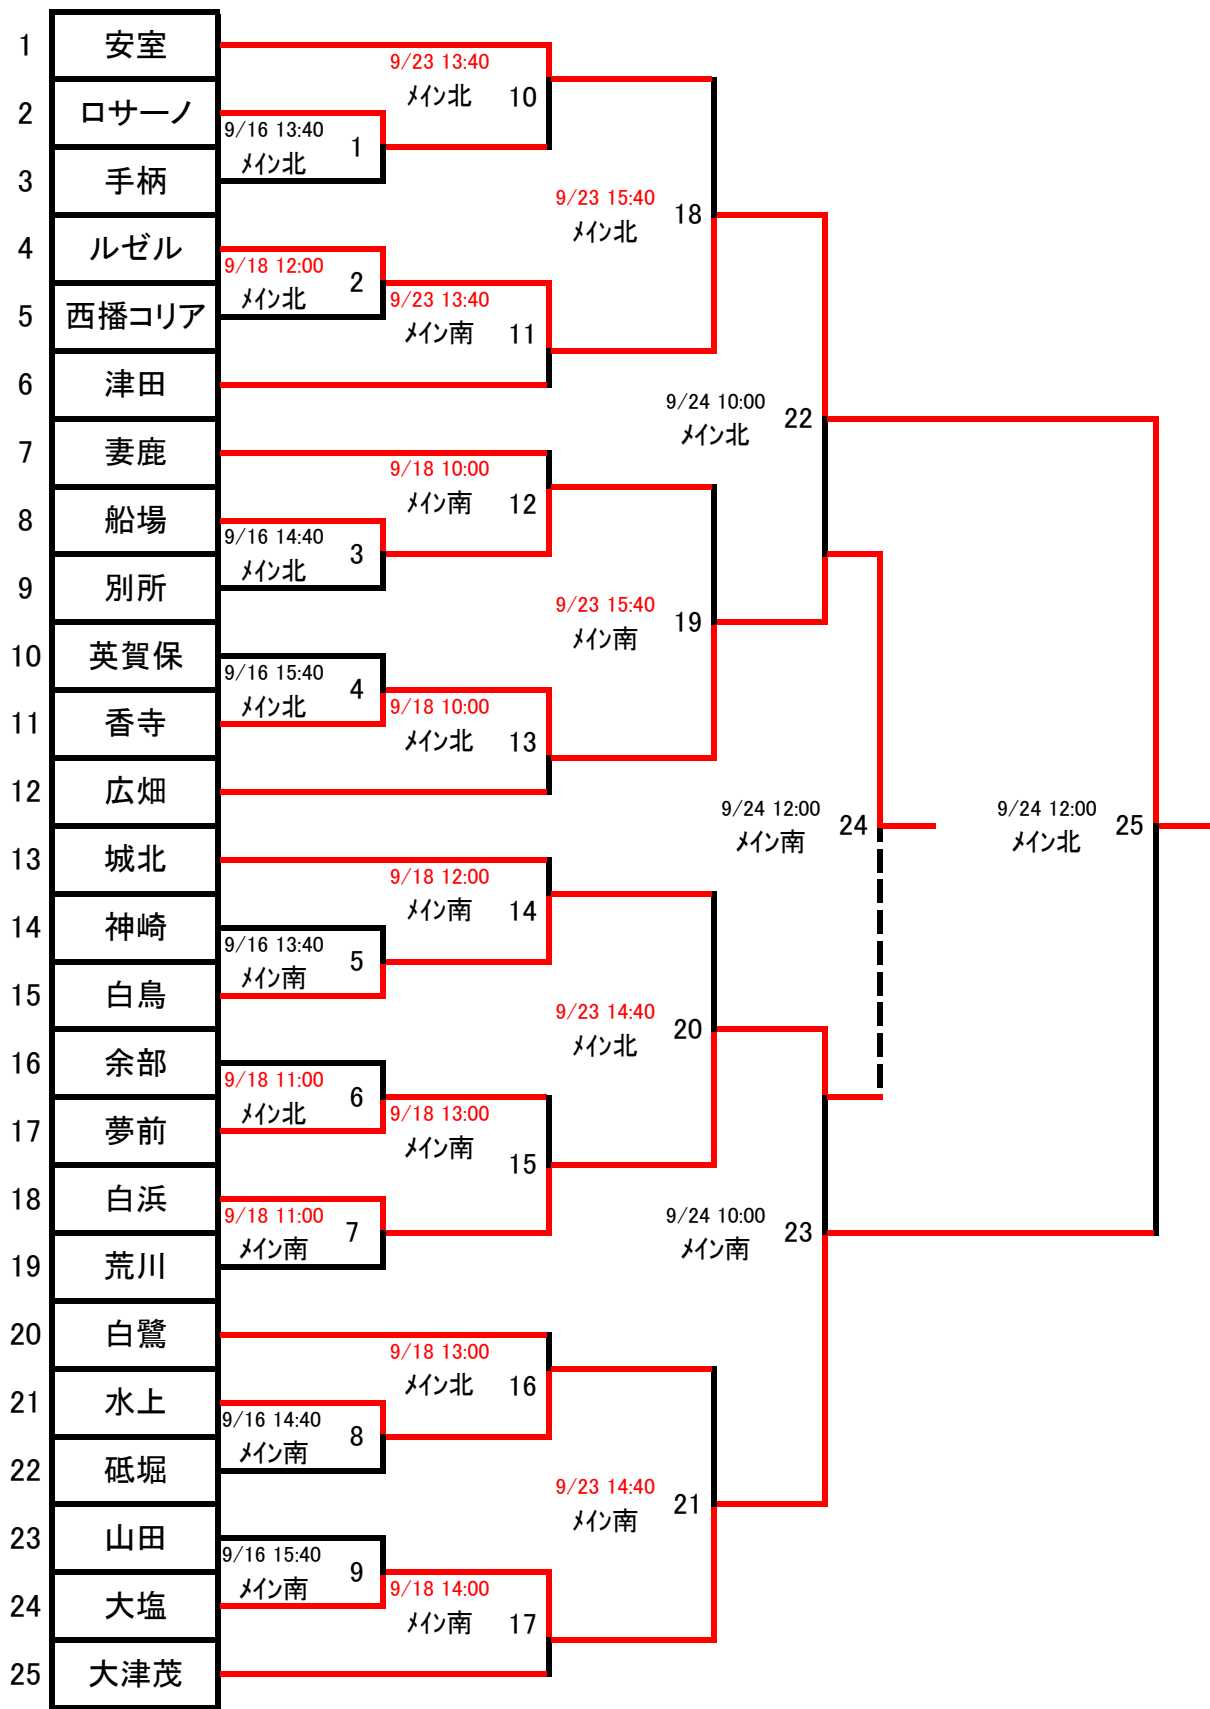 1 安室
2 ロサーノ
3 手柄
4 ルゼル
5 西播コリア
6 津田
7 妻鹿
8 船場
9 別所
10 英賀保
11 香寺
12 広畑
13 城北
14 神崎
15 白鳥
16 余部
17 夢前
18 白浜
19 荒川
20 白鷺
21 水上
22 砥堀
23 山田
24 大塩
25 大津茂
9/16 13:40
メイン北 1
9/18 12:00
メイン北 2
9/16 14:40
メイン北 3
9/16 15:40
メイン北 4
9/16 13:40
メイン南 5
9/18 11:00
メイン北 6
9/18 11:00
メイン南 7
9/16 14:40
メイン南 8
9/16 15:40
メイン南 9
9/23 13:40
メイン北 10
9/23 13:40
メイン南 11
9/18 10:00
メイン南 12
9/18 10:00
メイン北 13
9/18 12:00
メイン南 14
9/18 13:00
メイン南 15
9/18 13:00
メイン北 16
9/18 14:00
メイン南 17
9/23 15:40
メイン北 18
9/23 15:40
メイン南 19
9/23 14:40
メイン北 20
9/23 14:40
メイン南 21
9/24 10:00
メイン北 22
9/24 10:00
メイン南 23
9/24 12:00
メイン南 24
9/24 12:00
メイン北 25